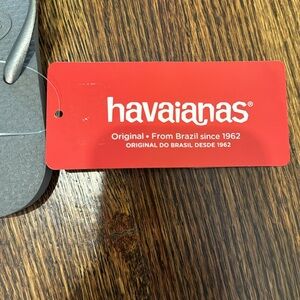 havaianas®
Original • From Brazil since 1962
ORIGINAL DO BRASIL DESDE 1962